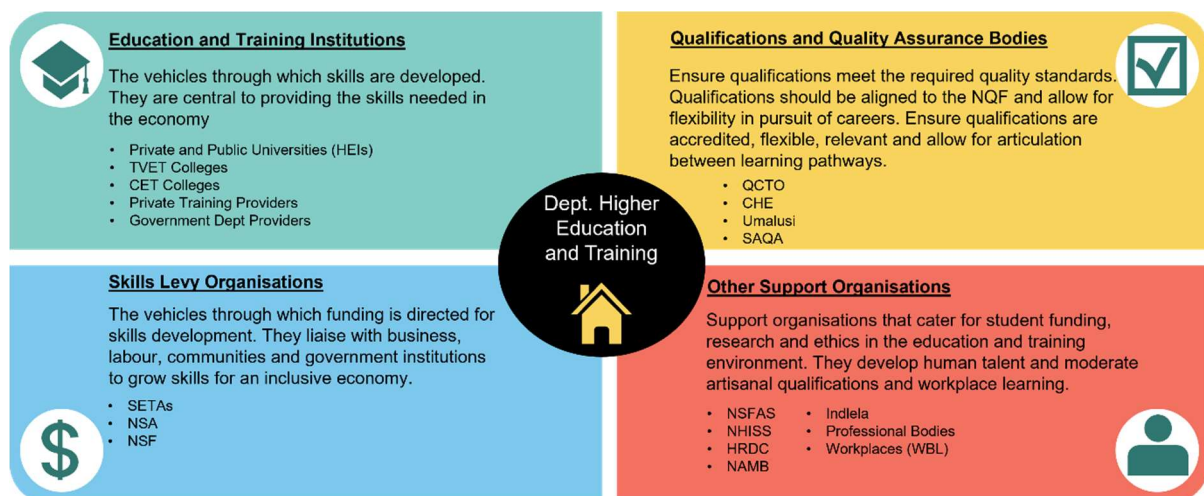 Education and Training Institutions
The vehicles through which skills are developed.
They are central to providing the skills needed in
the economy
• Private and Public Universities (HEIs)
• TVET Colleges
• CET Colleges
• Private Training Providers
• Government Dept Providers
Qualifications and Quality Assurance Bodies
Ensure qualifications meet the required quality standards.
Qualifications should be aligned to the NQF and allow for
flexibility in pursuit of careers. Ensure qualifications are
accredited, flexible, relevant and allow for articulation
between learning pathways.
• QCTO
• CHE
• Umalusi
• SAQA
Dept. Higher
Education
and Training
Skills Levy Organisations
The vehicles through which funding is directed for
skills development. They liaise with business,
labour, communities and government institutions
to grow skills for an inclusive economy.
• SETAs
• NSA
• NSF
$
Other Support Organisations
Support organisations that cater for student funding,
research and ethics in the education and training
environment. They develop human talent and moderate
artisanal qualifications and workplace learning.
• NSFAS
• NHISS
• HRDC
• NAMB
• Indlela
• Professional Bodies
• Workplaces (WBL)